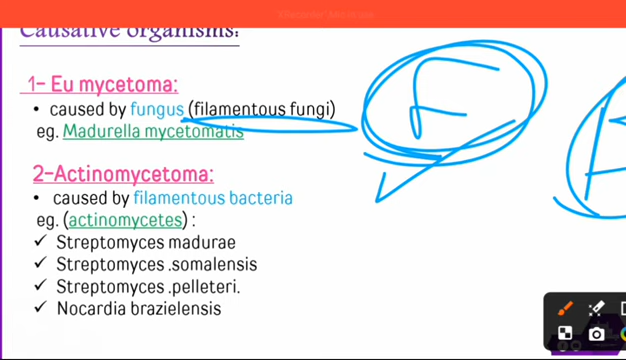 Causative organisms:
1- Eu mycetoma:
• caused by fungus (filamentous fungi)
eg. Madurella mycetomatis
2-Actinomycetoma:
• caused by filamentous bacteria
eg. (actinomycetes) :
✓ Streptomyces madurae
✓ Streptomyces .somalensis
✓ Streptomyces .pelleteri.
✓ Nocardia brazielensis
F